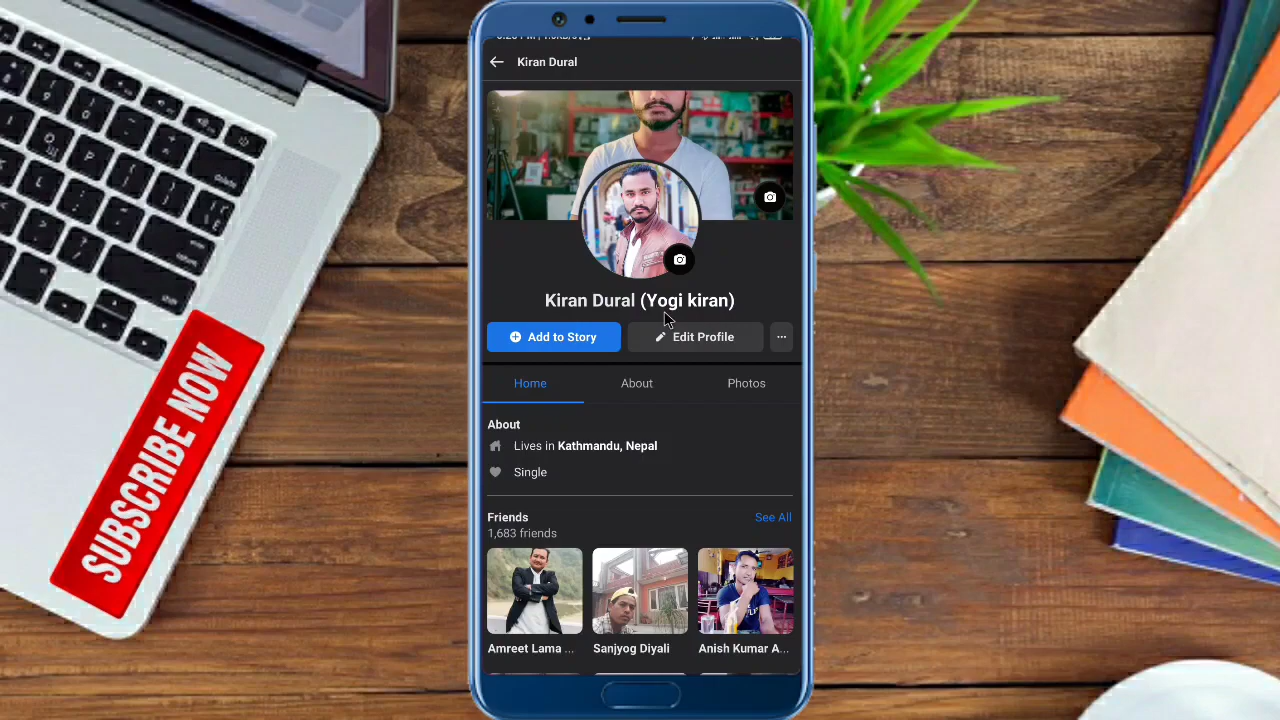 Kiran Dural
Kiran Dural (Yogi kiran)
Add to Story
Edit Profile
Home
About
Photos
About
Lives in Kathmandu, Nepal
Single
Friends
See All
1,683 friends
Amreet Lama ...
Sanjyog Diyali
Anish Kumar A...
SUBSCRIBE NOW